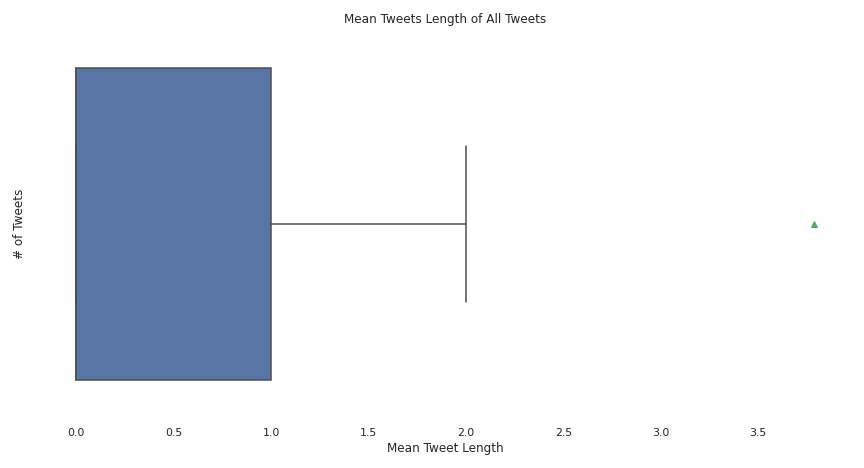 Mean Tweets Length of All Tweets
# of Tweets
0.0 0.5 1.0 1.5 2.0 2.5 3.0 3.5
Mean Tweet Length